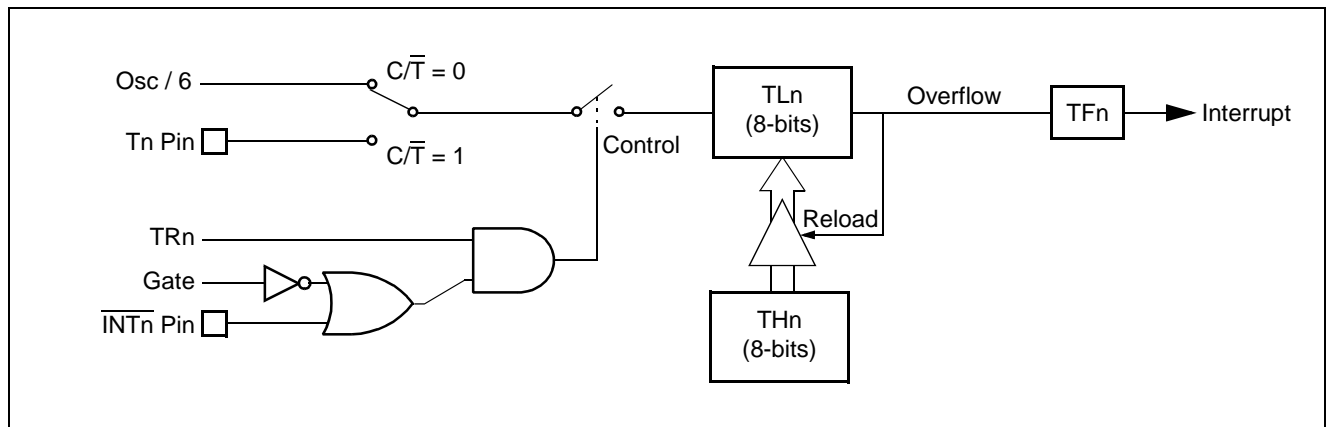 Osc / 6
C/T̅ = 0
Tn Pin
C/T̅ = 1
Control
TRn
Gate
I̅N̅T̅n̅ Pin
TLn
(8-bits)
Overflow
TFn
Interrupt
Reload
THn
(8-bits)